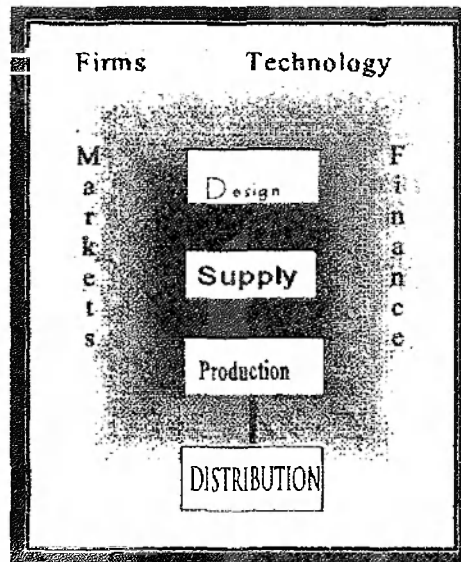 Firms Technology
Markets
Finance
Design
Supply
Production
DISTRIBUTION